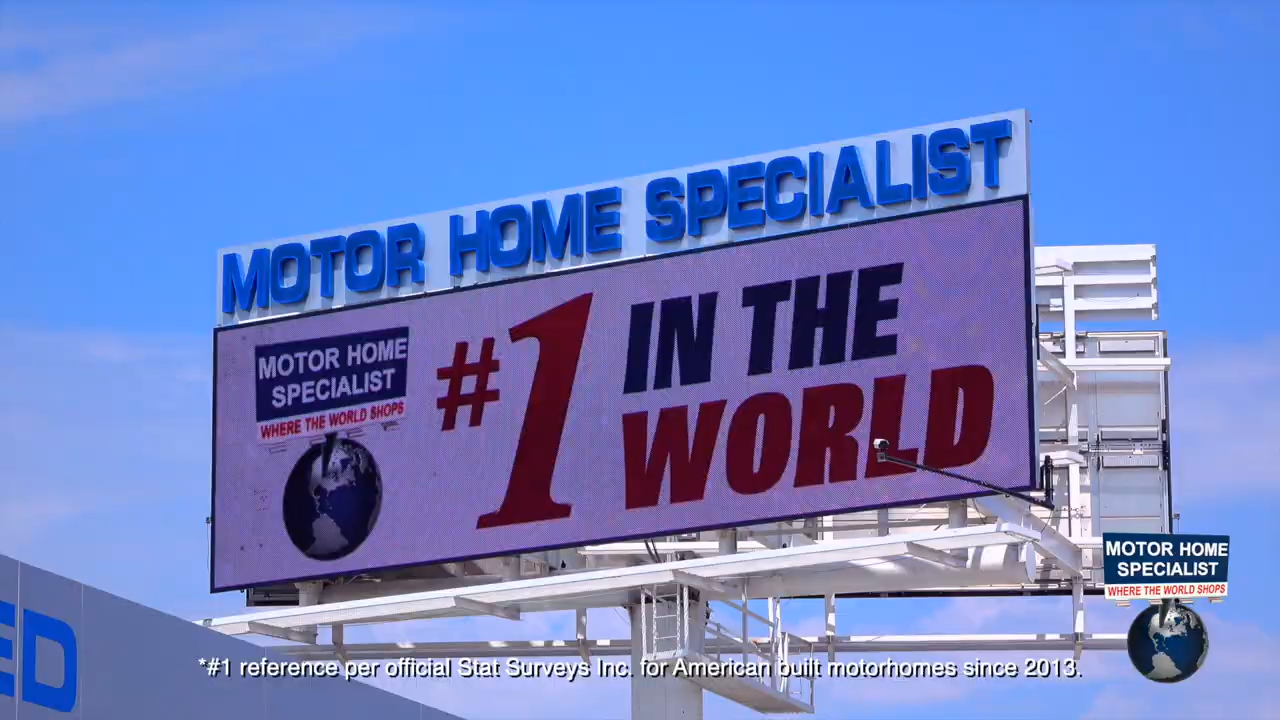 MOTOR HOME SPECIALIST
MOTOR HOME
SPECIALIST
WHERE THE WORLD SHOPS
#1
IN THE
WORLD
ED
MOTOR HOME
SPECIALIST
WHERE THE WORLD SHOPS
*#1 reference per official Stat Surveys Inc. for American built motorhomes since 2013.